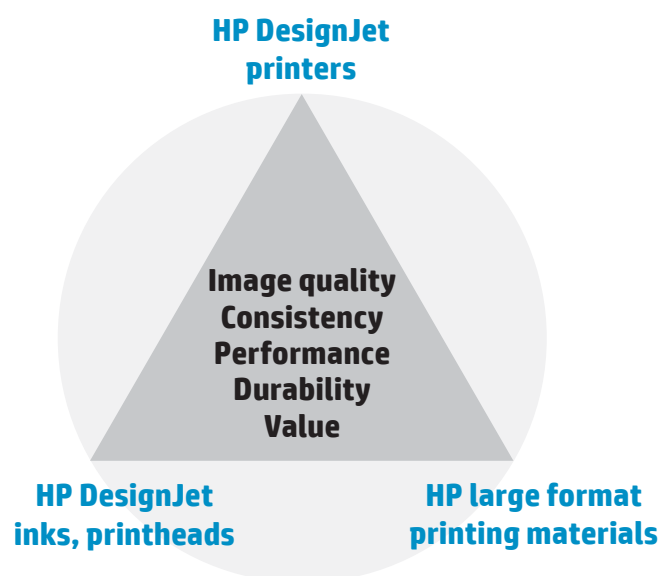 HP DesignJet
printers
Image quality
Consistency
Performance
Durability
Value
HP DesignJet
inks, printheads
HP large format
printing materials